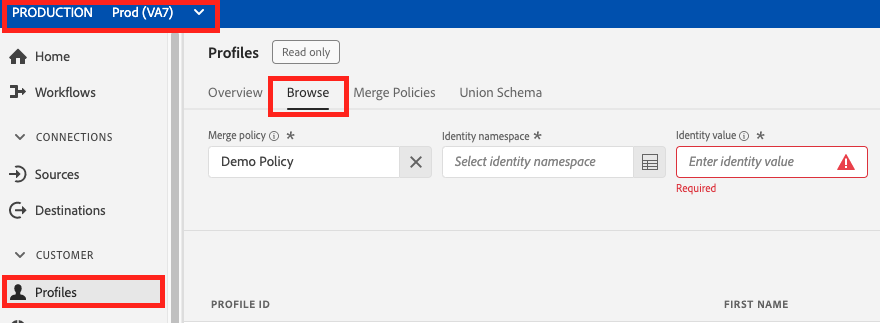 PRODUCTION Prod (VA7)
Home
Workflows
CONNECTIONS
Sources
Destinations
CUSTOMER
Profiles
Profiles Read only
Overview Browse Merge Policies Union Schema
Merge policy * Identity namespace * Identity value *
Demo Policy Select identity namespace Enter identity value
Required
PROFILE ID FIRST NAME